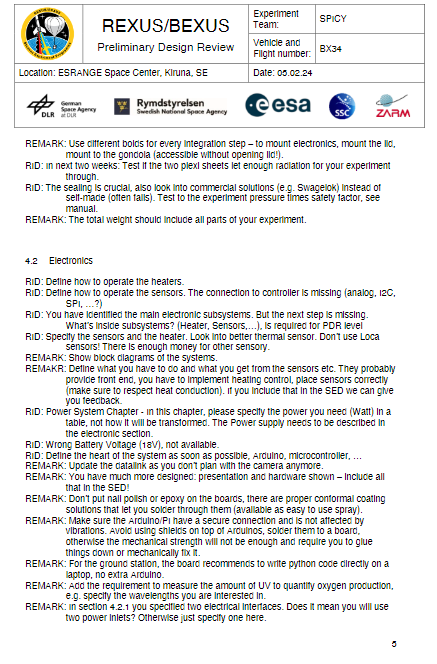 REXUS/BEXUS
Preliminary Design Review
Experiment Team: SPICY
Vehicle and Flight number: BX34
Location: ESRANGE Space Center, Kiruna, SE
Date: 05.02.24
DLR German Space Agency at DLR
Rymdstyrelsen
Swedish National Space Agency
esa
SSC
ZARM
REMARK: Use different bolds for every integration step – to mount electronics, mount the lid,
mount to the gondola (accessible without opening lid!).
RID: in next two weeks: Test if the two plexi sheets let enough radiation for your experiment
through.
RID: The sealing is crucial, also look into commercial solutions (e.g. Swagelok) instead of
self-made (often fails). Test to the experiment pressure times safety factor, see
manual.
REMARK: The total weight should include all parts of your experiment.
4.2 Electronics
RID: Define how to operate the heaters.
RID: Define how to operate the sensors. The connection to controller is missing (analog, I2C,
SPI, …?)
RID: You have identified the main electronic subsystems. But the next step is missing.
What's inside subsystems? (Heater, Sensors,…), is required for PDR level
RID: Specify the sensors and the heater. Look into better thermal sensor. Don't use Loca
sensors! There is enough money for other sensory.
REMARK: Show block diagrams of the systems.
REMAKR: Define what you have to do and what you get from the sensors etc. They probably
provide front end, you have to implement heating control, place sensors correctly
(make sure to respect heat conduction). If you include that in the SED we can give
you feedback.
RID: Power System Chapter - in this chapter, please specify the power you need (Watt) in a
table, not how it will be transformed. The Power supply needs to be described in
the electronic section.
RID: Wrong Battery Voltage (18V), not available.
RID: Define the heart of the system as soon as possible, Arduino, microcontroller, …
REMARK: Update the datalink as you don't plan with the camera anymore.
REMARK: You have much more designed: presentation and hardware shown – include all
that in the SED!
REMARK: Don't put nail polish or epoxy on the boards, there are proper conformal coating
solutions that let you solder through them (available as easy to use spray).
REMARK: Make sure the Arduino/Pi have a secure connection and is not affected by
vibrations. Avoid using shields on top of Arduinos, solder them to a board,
otherwise the mechanical strength will not be enough and require you to glue
things down or mechanically fix it.
REMARK: For the ground station, the board recommends to write python code directly on a
laptop, no extra Arduino.
REMARK: Add the requirement to measure the amount of UV to quantify oxygen production,
e.g. specify the wavelengths you are interested in.
REMARK: in section 4.2.1 you specified two electrical interfaces. Does it mean you will use
two power inlets? Otherwise just specify one here.
5